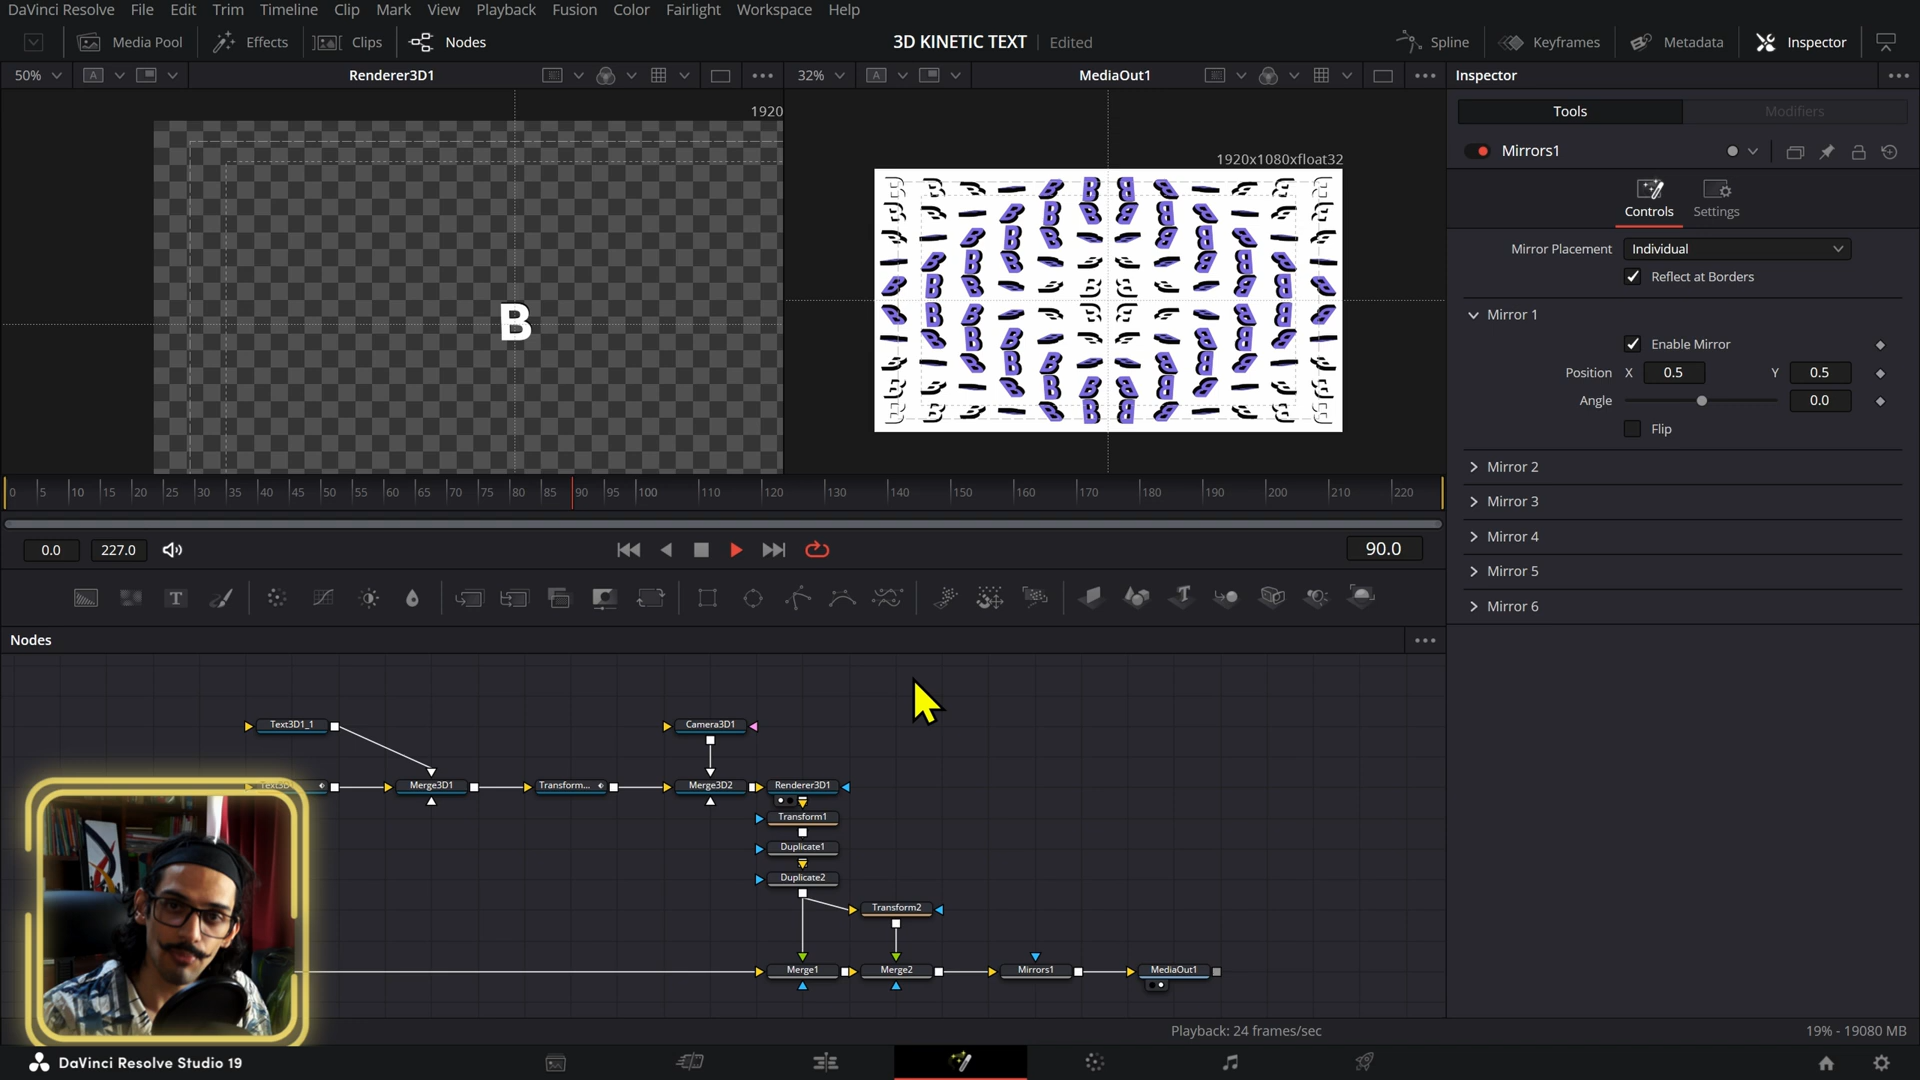 DaVinci Resolve File Edit Trim Timeline Clip Mark View Playback Fusion Color Fairlight Workspace Help
Media Pool Effects Clips Nodes 3D KINETIC TEXT Edited Spline Keyframes Metadata Inspector
50% A Renderer3D1 32% A MediaOut1 Inspector
Tools Modifiers
1920
Mirrors1
1920x1080xfloat32
Controls Settings
Mirror Placement Individual
Reflect at Borders
B
Mirror 1
Enable Mirror
Position X 0.5 Y 0.5
Angle 0.0
Flip
Mirror 2
Mirror 3
Mirror 4
Mirror 5
Mirror 6
0 5 10 15 20 25 30 35 40 45 50 55 60 65 70 75 80 85 90 95 100 110 120 130 140 150 160 170 180 190 200 210 220
0.0 227.0 90.0
T
Nodes
Text3D1_1 Camera3D1
Merge3D1 Transform... Merge3D2 Renderer3D1
Transform1
Duplicate1
Duplicate2
Transform2
Merge1 Merge2 Mirrors1 MediaOut1
Playback: 24 frames/sec 19% - 19080 MB
DaVinci Resolve Studio 19